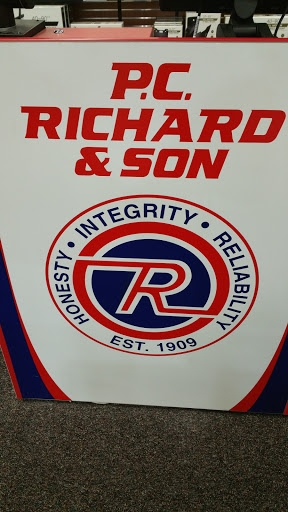 P.C.
RICHARD
& SON
HONESTY • INTEGRITY • RELIABILITY
R
EST. 1909